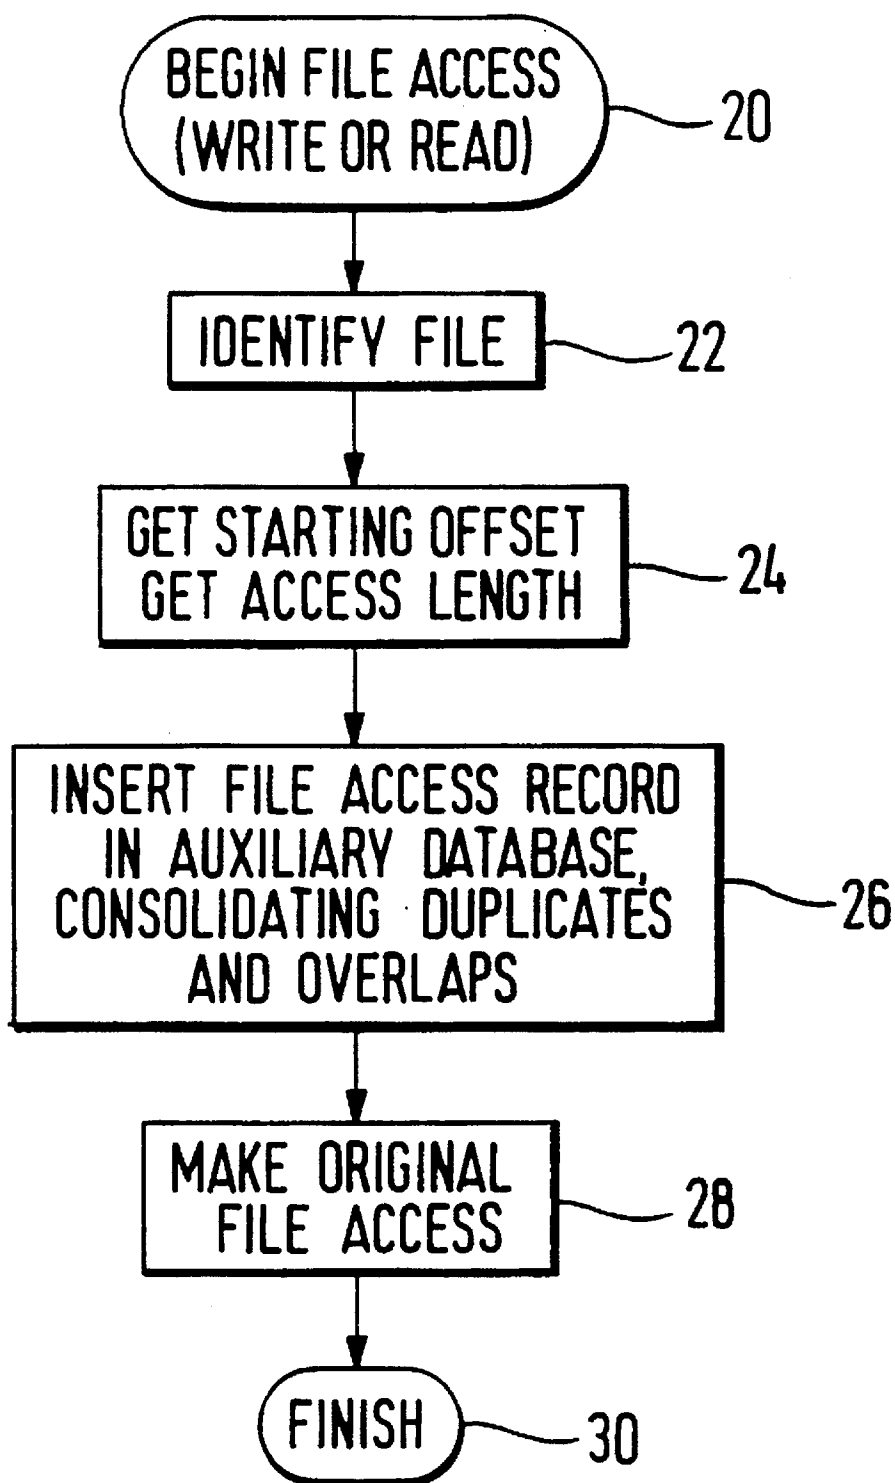 BEGIN FILE ACCESS
(WRITE OR READ)
20
IDENTIFY FILE
22
GET STARTING OFFSET
GET ACCESS LENGTH
24
INSERT FILE ACCESS RECORD
IN AUXILIARY DATABASE,
CONSOLIDATING DUPLICATES
AND OVERLAPS
26
MAKE ORIGINAL
FILE ACCESS
28
FINISH
30